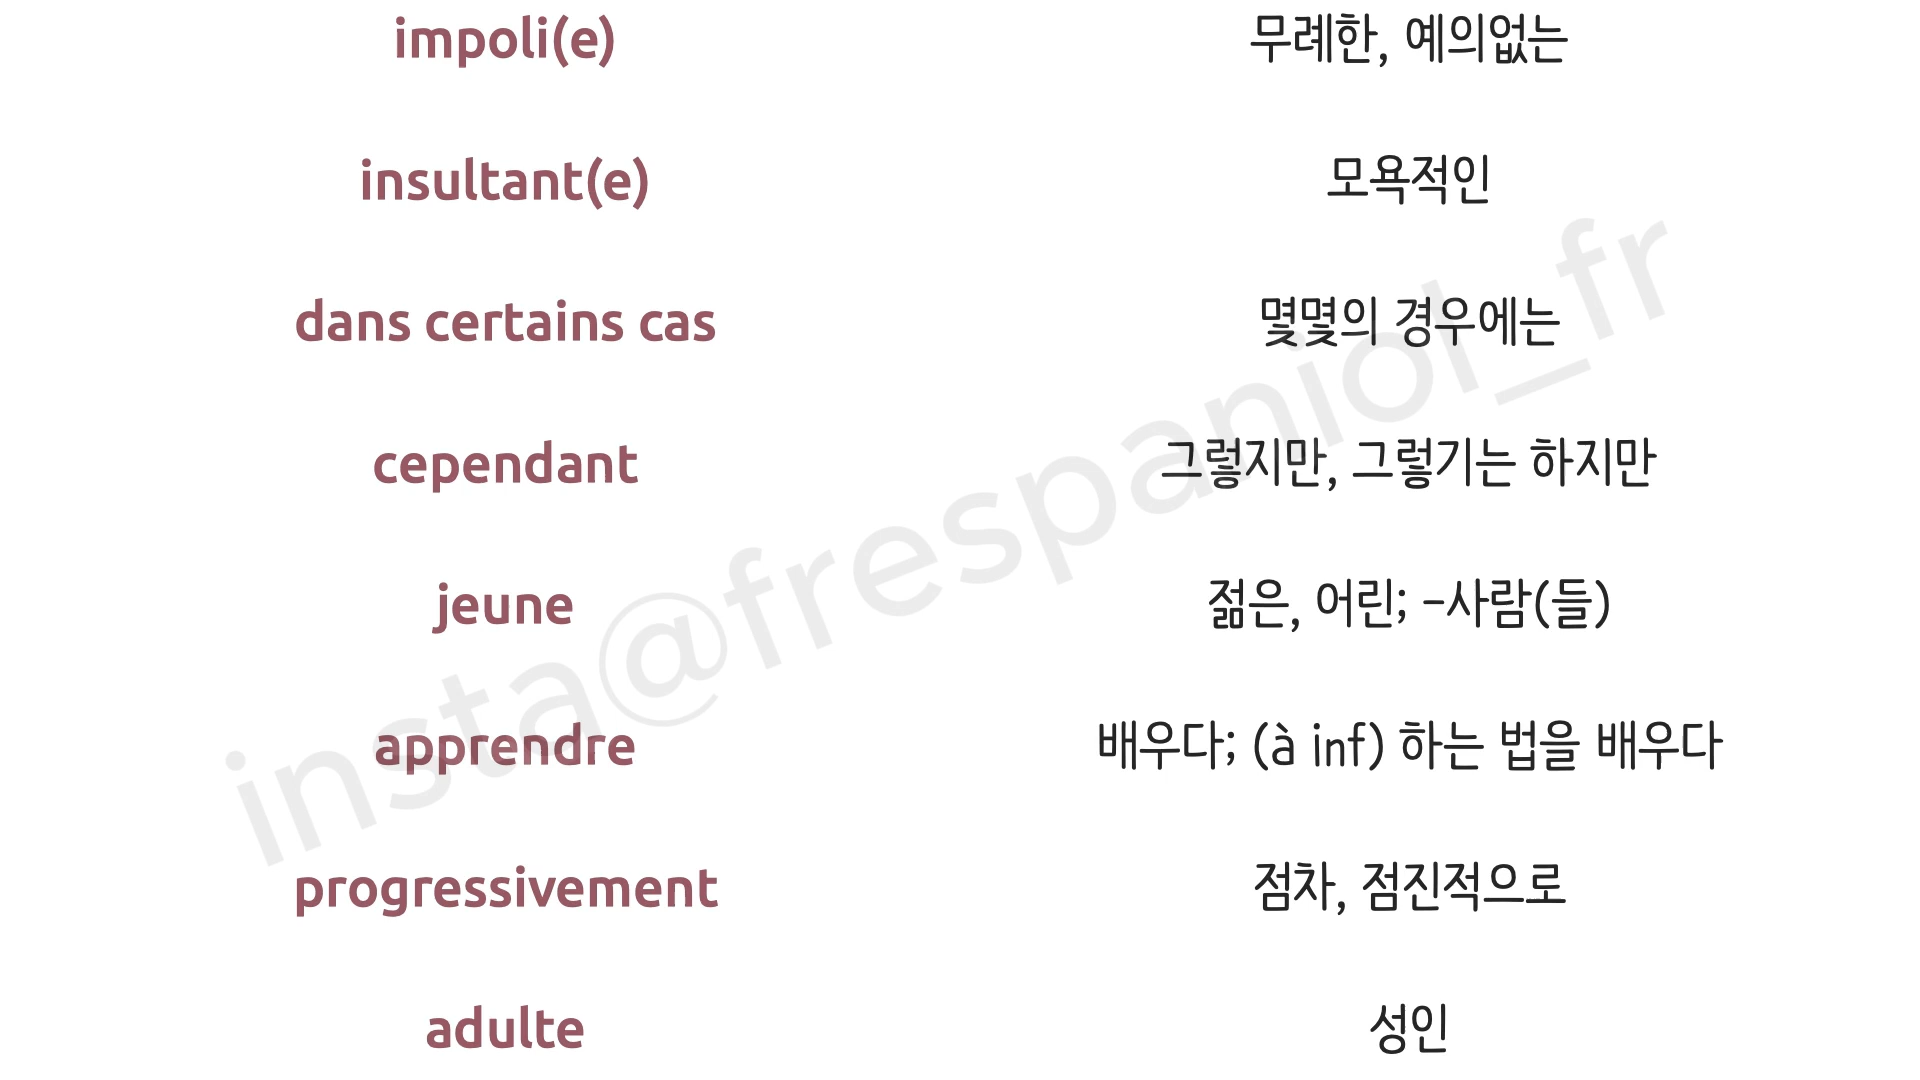 impoli(e) 무례한, 예의없는
insultant(e) 모욕적인
dans certains cas 몇몇의 경우에는
cependant 그렇지만, 그렇기는 하지만
jeune 젊은, 어린; -사람(들)
apprendre 배우다; (à inf) 하는 법을 배우다
progressivement 점차, 점진적으로
adulte 성인
insta@frespaniol_fr